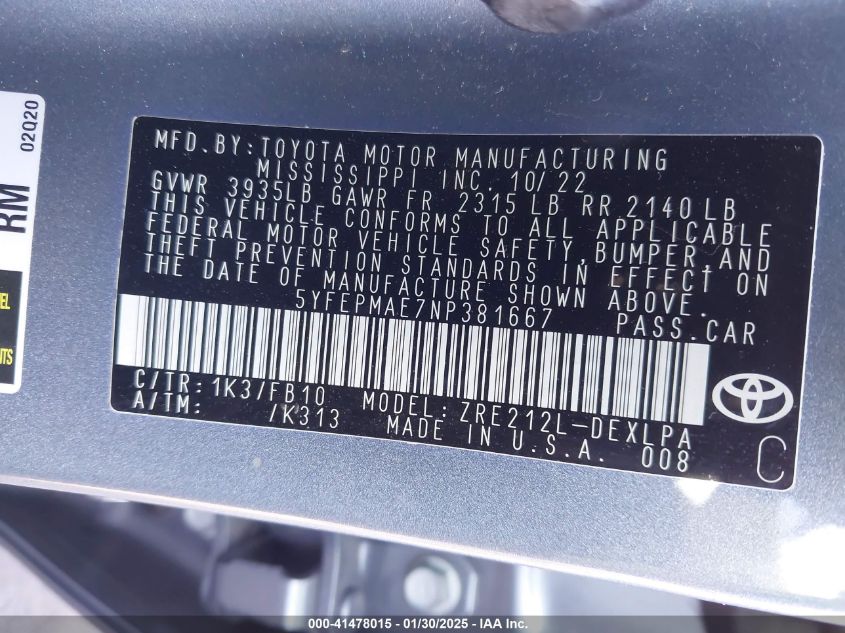 02Q20
RM
EL
NTS
MFD. BY: TOYOTA MOTOR MANUFACTURING
MISSISSIPPI INC. 10/22
GVWR 3935LB GAWR FR 2315 LB RR 2140 LB
THIS VEHICLE CONFORMS TO ALL APPLICABLE
FEDERAL MOTOR VEHICLE SAFETY, BUMPER, AND
THEFT PREVENTION STANDARDS IN EFFECT ON
THE DATE OF MANUFACTURE SHOWN ABOVE.
5YFEPMAE7NP381667 PASS. CAR
C/TR: 1K3/FB10 MODEL: ZRE212L-DEXLPA
A/TM: /K313 MADE IN U.S.A. 008
C
000-41478015 — 01/30/2025 — IAA Inc.